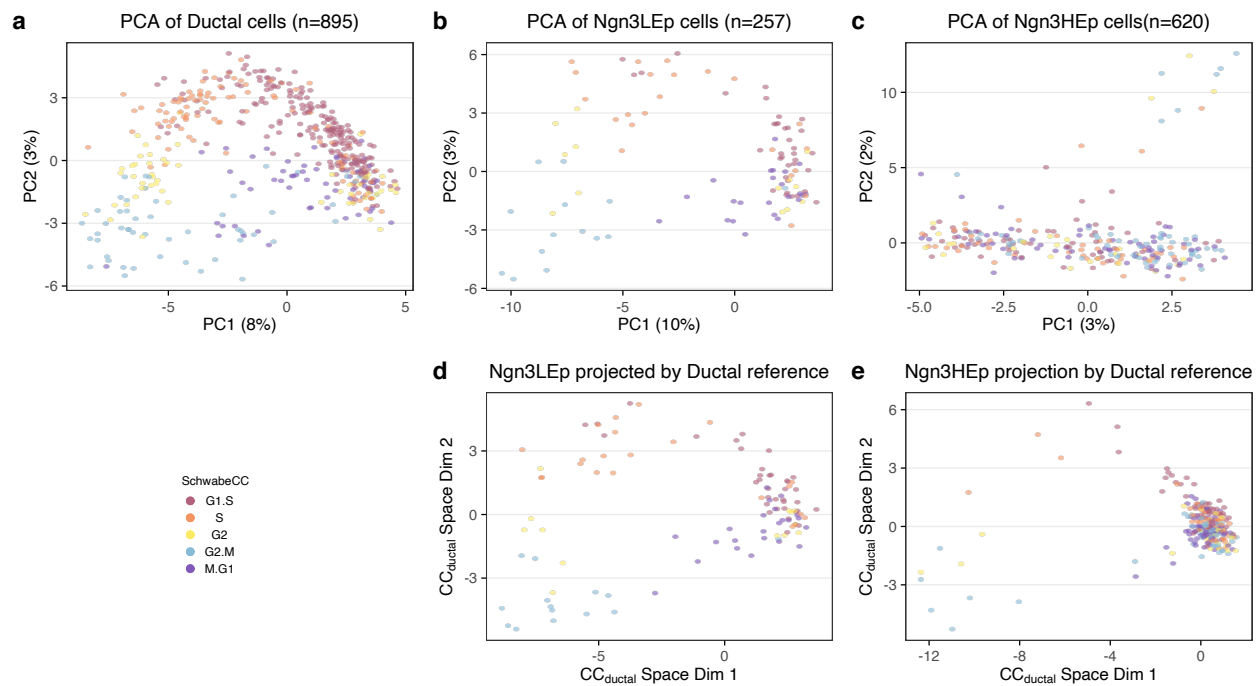 a
PCA of Ductal cells (n=895)
PC2 (3%)
3
0
-3
-6
-5
0
5
PC1 (8%)
b
PCA of Ngn3LEp cells (n=257)
PC2 (3%)
6
3
0
-3
-6
-10
-5
0
PC1 (10%)
c
PCA of Ngn3HEp cells(n=620)
PC2 (2%)
10
5
0
-5.0
-2.5
0.0
2.5
PC1 (3%)
SchwabeCC
G1.S
S
G2
G2.M
M.G1
d
Ngn3LEp projected by Ductal reference
CCductal Space Dim 2
3
0
-3
-5
0
CCductal Space Dim 1
e
Ngn3HEp projection by Ductal reference
CCductal Space Dim 2
6
3
0
-3
-12
-8
-4
0
CCductal Space Dim 1